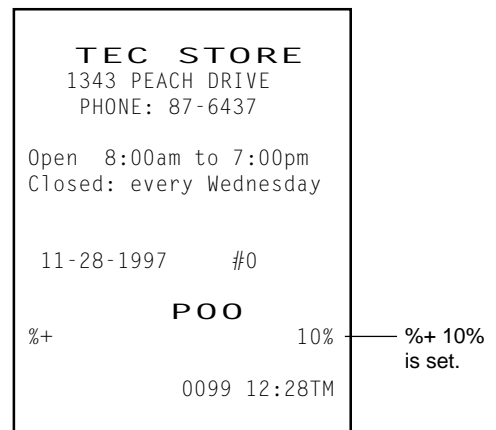 TEC STORE
1343 PEACH DRIVE
PHONE: 87-6437
Open 8:00am to 7:00pm
Closed: every Wednesday
11-28-1997 #0
POO
%+ 10%
%+ 10%
is set.
0099 12:28TM